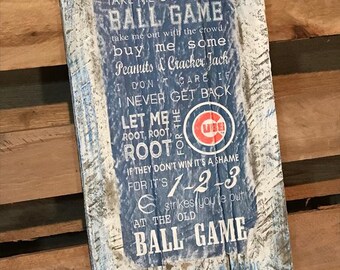 BALL GAME
take me out with the crowd
buy me some
Peanuts & Cracker Jack
I DON'T CARE IF
I NEVER GET BACK
LET ME
ROOT, ROOT,
ROOT
FOR THE
CUBS
IF THEY DON'T WIN IT'S A SHAME
FOR IT'S 1-2-3
strikes you're out
AT THE OLD
BALL GAME